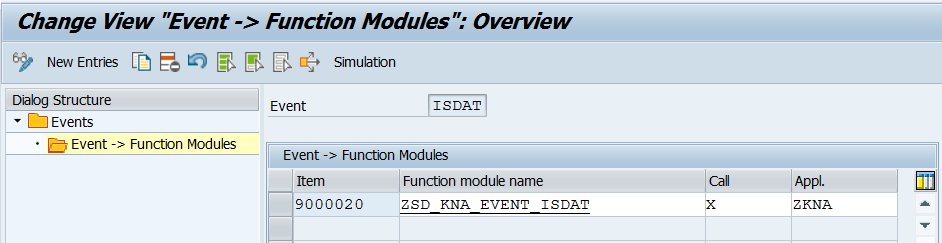 Change View "Event -> Function Modules": Overview
New Entries Simulation
Dialog Structure
Events
Event -> Function Modules
Event ISDAT
Event -> Function Modules
Item Function module name Call Appl.
9000020 ZSD_KNA_EVENT_ISDAT X ZKNA